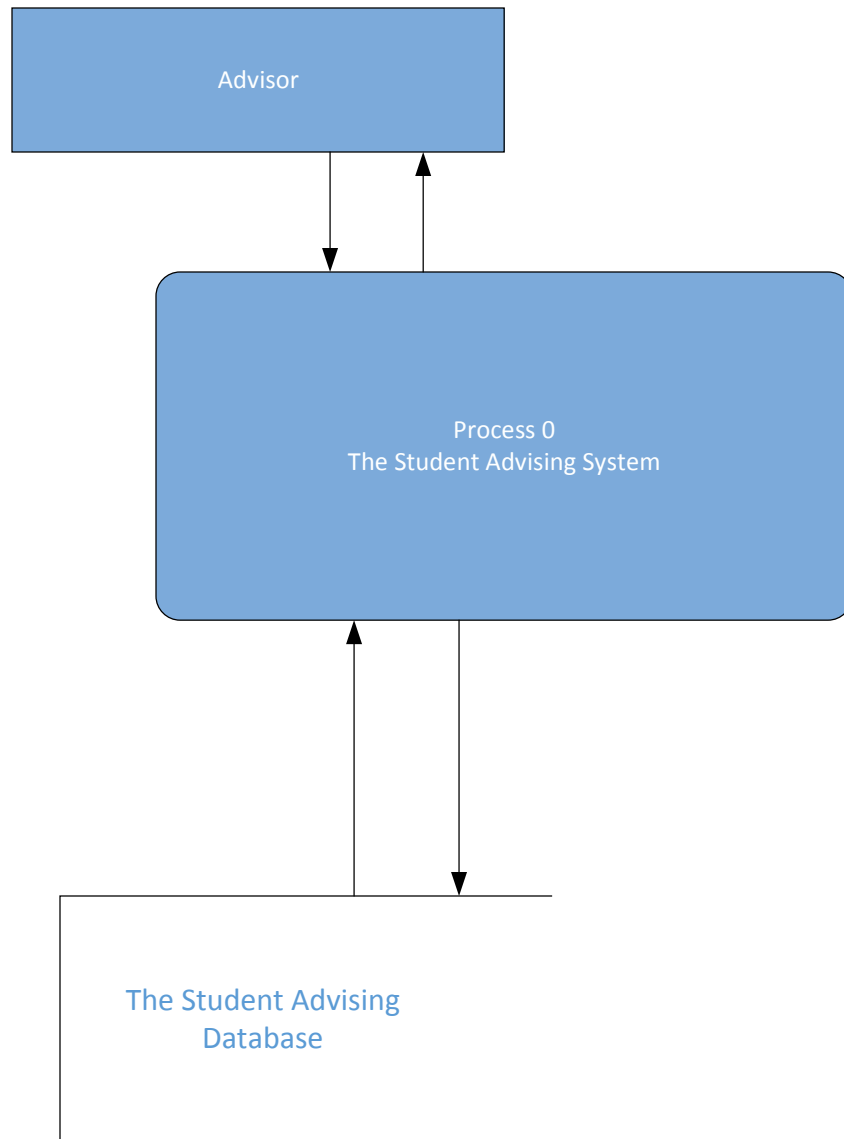 Advisor
Process 0
The Student Advising System
The Student Advising
Database